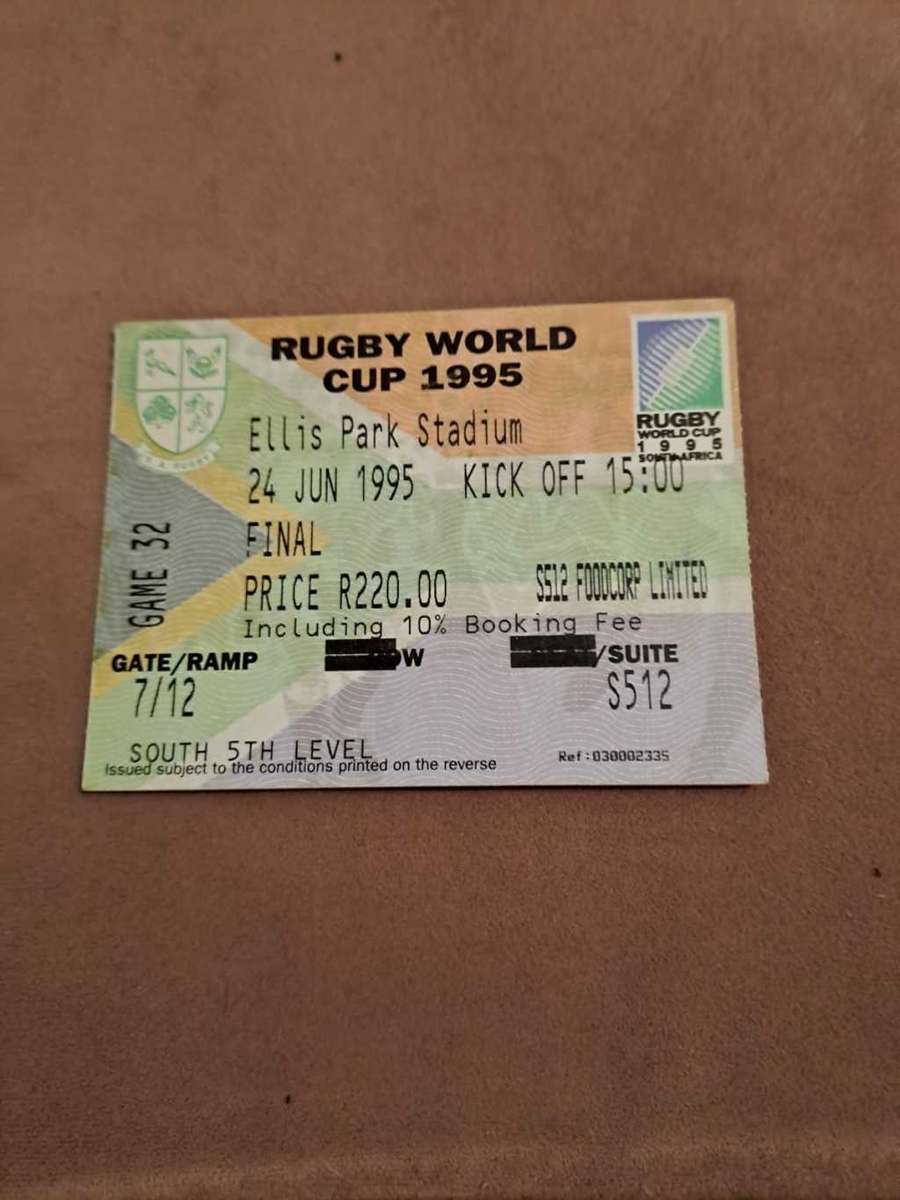 RUGBY WORLD
CUP 1995
RUGBY
WORLD CUP
1995
SOUTH AFRICA
Ellis Park Stadium
24 JUN 1995 KICK OFF 15:00
FINAL
GAME 32
PRICE R220.00 S512 FOODCORP LIMITED
Including 10% Booking Fee
GATE/RAMP /SUITE
7/12 S512
SOUTH 5TH LEVEL
Issued subject to the conditions printed on the reverse
Ref:030002335